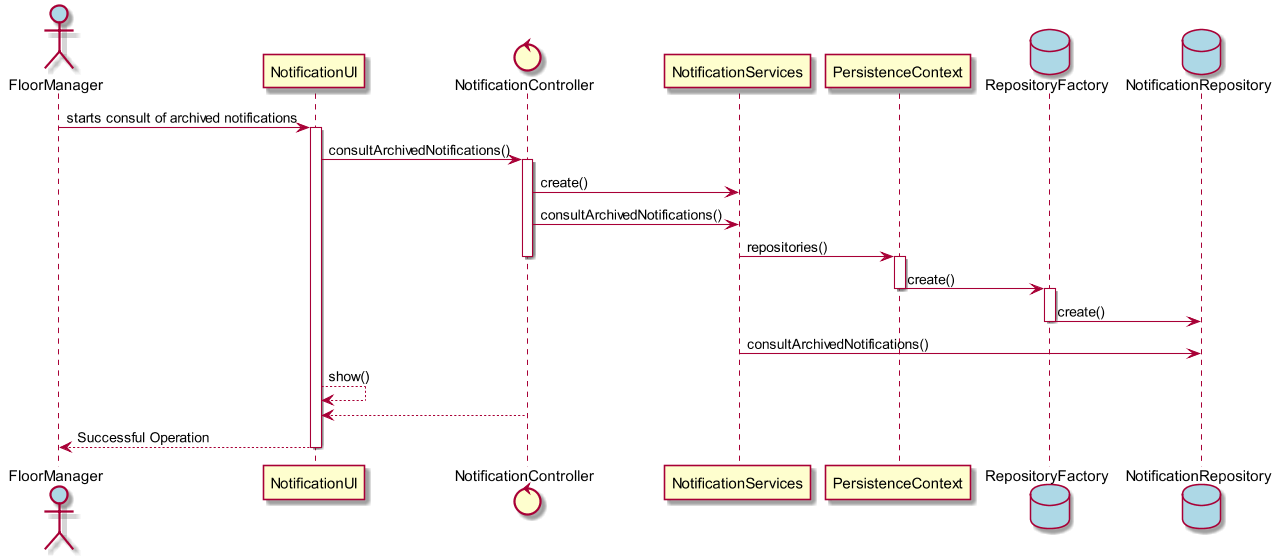 FloorManager
NotificationUI
NotificationController
NotificationServices
PersistenceContext
RepositoryFactory
NotificationRepository
starts consult of archived notifications
consultArchivedNotifications()
create()
consultArchivedNotifications()
repositories()
create()
create()
consultArchivedNotifications()
show()
Successful Operation
FloorManager
NotificationUI
NotificationController
NotificationServices
PersistenceContext
RepositoryFactory
NotificationRepository